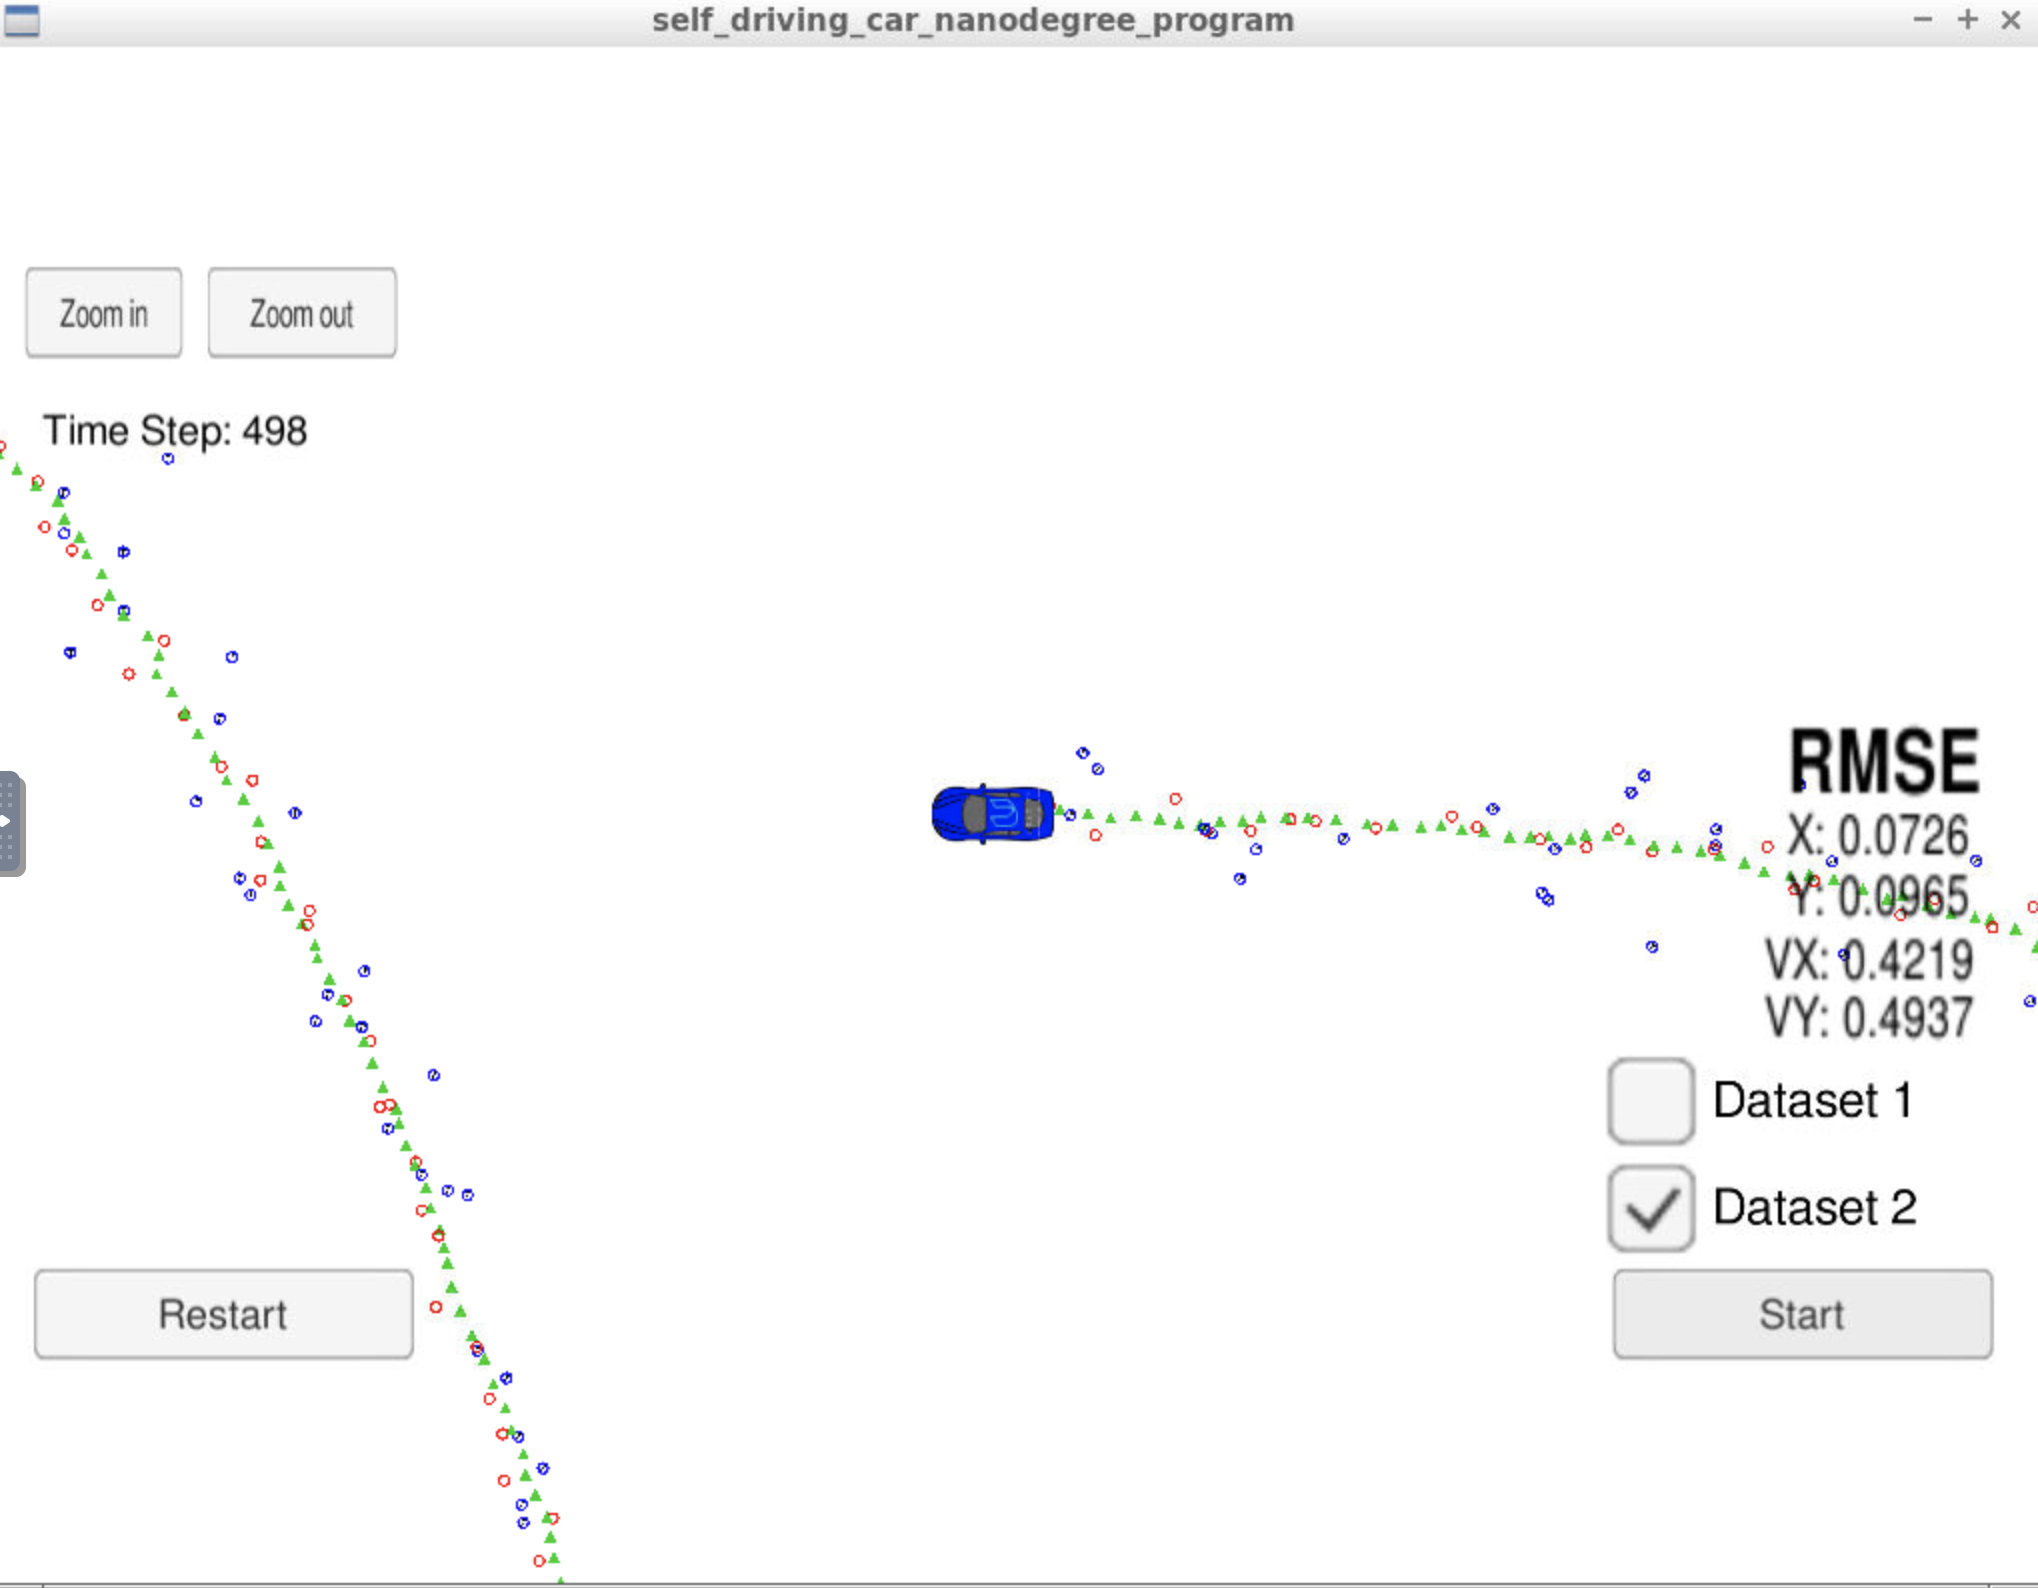 self_driving_car_nanodegree_program
Zoom in
Zoom out
Time Step: 498
RMSE
X: 0.0726
Y: 0.0965
VX: 0.4219
VY: 0.4937
Dataset 1
Dataset 2
Restart
Start